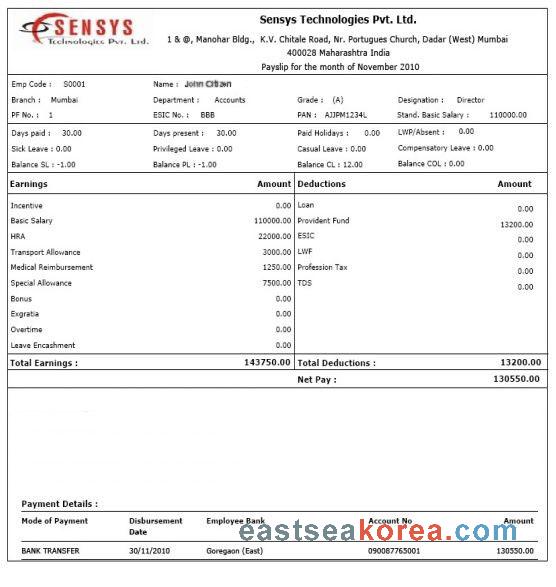 SENSYS
Technologies Pvt. Ltd.
Sensys Technologies Pvt. Ltd.
1 & @, Manohar Bldg., K.V. Chitale Road, Nr. Portugues Church, Dadar (West) Mumbai
400028 Maharashtra India
Payslip for the month of November 2010
Emp Code : S0001 Name : John Citizen
Branch : Mumbai Department : Accounts Grade : (A) Designation : Director
PF No. : 1 ESIC No. : BBB PAN : AJJPM1234L Stand. Basic Salary : 110000.00
Days paid : 30.00 Days present : 30.00 Paid Holidays : 0.00 LWP/Absent : 0.00
Sick Leave : 0.00 Privileged Leave : 0.00 Casual Leave : 0.00 Compensatory Leave : 0.00
Balance SL : -1.00 Balance PL : -1.00 Balance CL : 12.00 Balance COL : 0.00
Earnings Amount Deductions Amount
Incentive 0.00 Loan 0.00
Basic Salary 110000.00 Provident Fund 13200.00
HRA 22000.00 ESIC 0.00
Transport Allowance 3000.00 LWF 0.00
Medical Reimbursement 1250.00 Profession Tax 0.00
Special Allowance 7500.00 TDS 0.00
Bonus 0.00
Exgratia 0.00
Overtime 0.00
Leave Encashment 0.00
Total Earnings : 143750.00 Total Deductions : 13200.00
Net Pay : 130550.00
Payment Details :
Mode of Payment Disbursement Date Employee Bank Account No Amount
eastseakorea.com
BANK TRANSFER 30/11/2010 Goregaon (East) 090087765001 130550.00